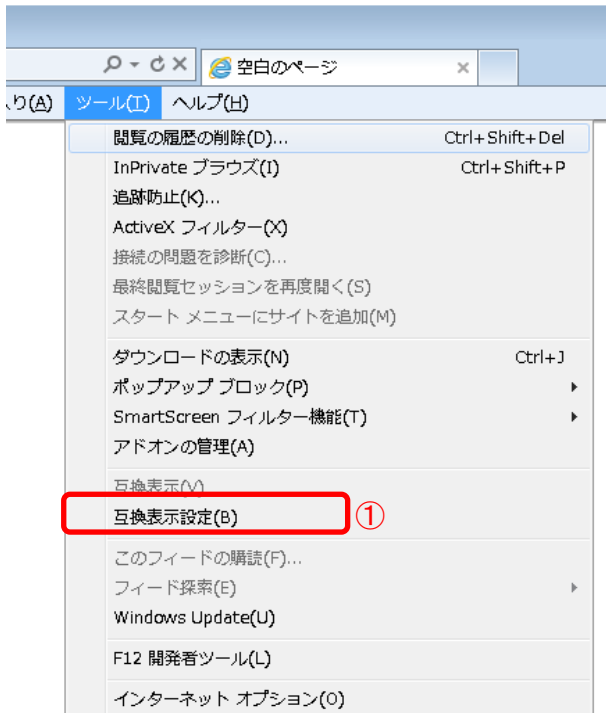 空白のページ
入り(A) ツール(T) ヘルプ(H)
閲覧の履歴の削除(D)... Ctrl+Shift+Del
InPrivate ブラウズ(I) Ctrl+Shift+P
追跡防止(K)...
ActiveX フィルター(X)
接続の問題を診断(C)...
最終閲覧セッションを再度開く(S)
スタート メニューにサイトを追加(M)
ダウンロードの表示(N) Ctrl+J
ポップアップ ブロック(P)
SmartScreen フィルター機能(T)
アドオンの管理(A)
互換表示(V)
互換表示設定(B) ①
このフィードの購読(F)...
フィード探索(E)
Windows Update(U)
F12 開発者ツール(L)
インターネット オプション(O)